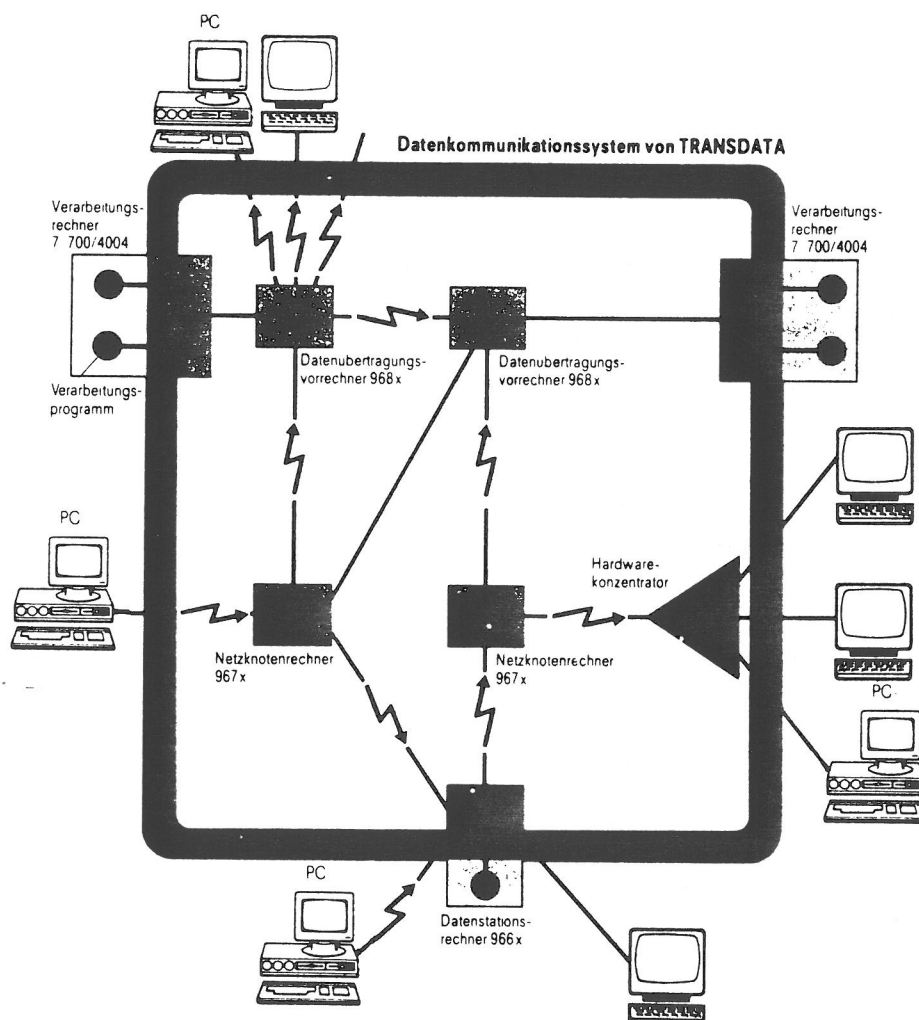 PC
Datenkommunikationssystem von TRANSDATA
Verarbeitungs-
rechner
7 700/4004
Verarbeitungs-
rechner
7 700/4004
Datenubertragungs-
vorrechner 968x
Datenubertragungs-
vorrechner 968x
Verarbeitungs-
programm
PC
Hardware-
konzentrator
Netzknotenrechner
967x
Netzknotenrechner
967x
PC
PC
Datenstations-
rechner 966x